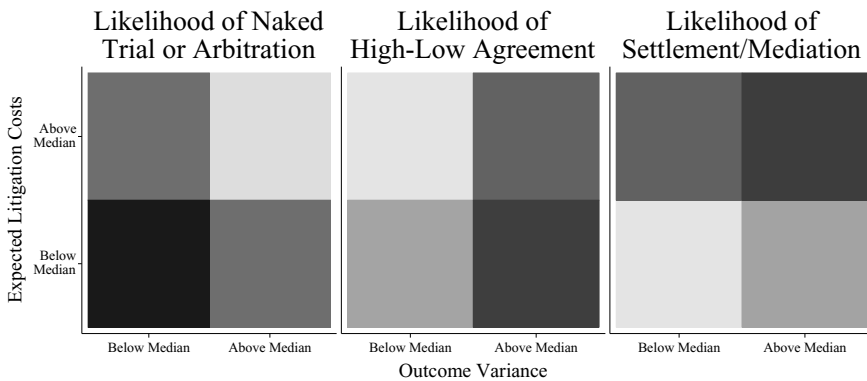 Likelihood of Naked
Trial or Arbitration
Likelihood of
High-Low Agreement
Likelihood of
Settlement/Mediation
Expected Litigation Costs
Above
Median
Below
Median
Below Median
Above Median
Below Median
Above Median
Below Median
Above Median
Outcome Variance